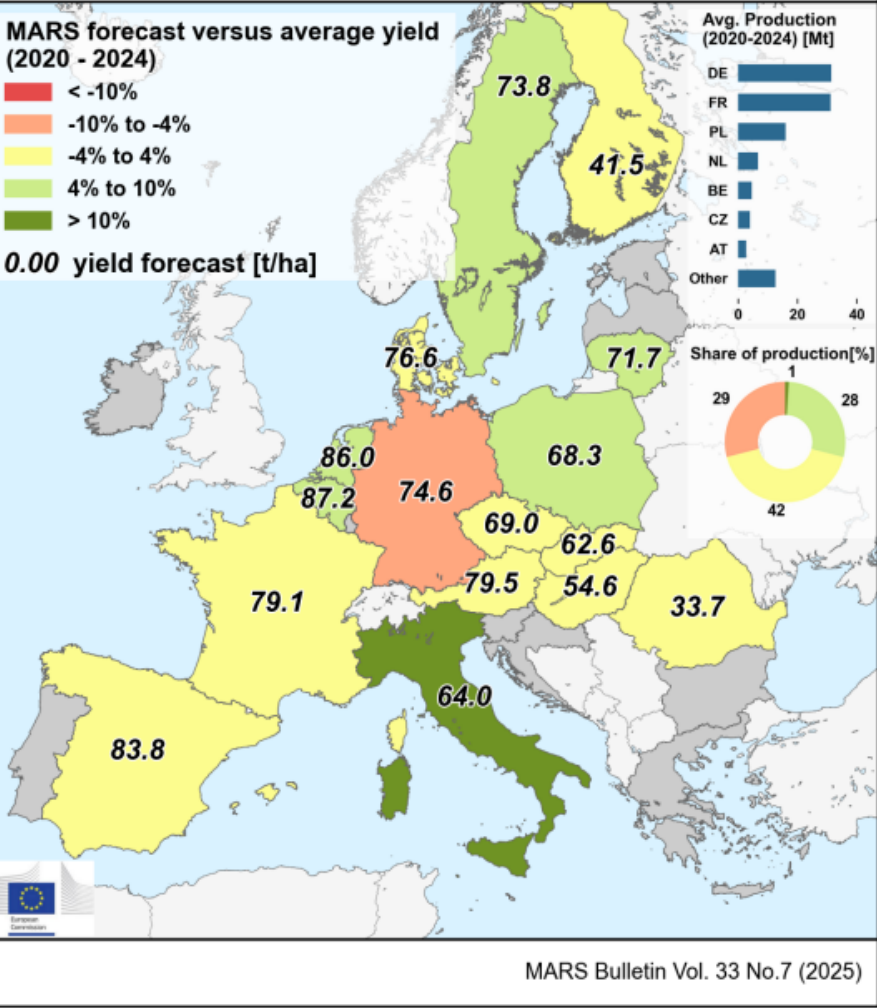 MARS forecast versus average yield
(2020 - 2024)
< -10%
-10% to -4%
-4% to 4%
4% to 10%
> 10%
0.00 yield forecast [t/ha]
Avg. Production
(2020-2024) [Mt]
DE
FR
PL
NL
BE
CZ
AT
Other
0 20 40
Share of production[%]
1
29
28
42
73.8
41.5
76.6
71.7
86.0
68.3
87.2
74.6
69.0
62.6
79.5
54.6
79.1
33.7
64.0
83.8
European
Commission
MARS Bulletin Vol. 33 No.7 (2025)